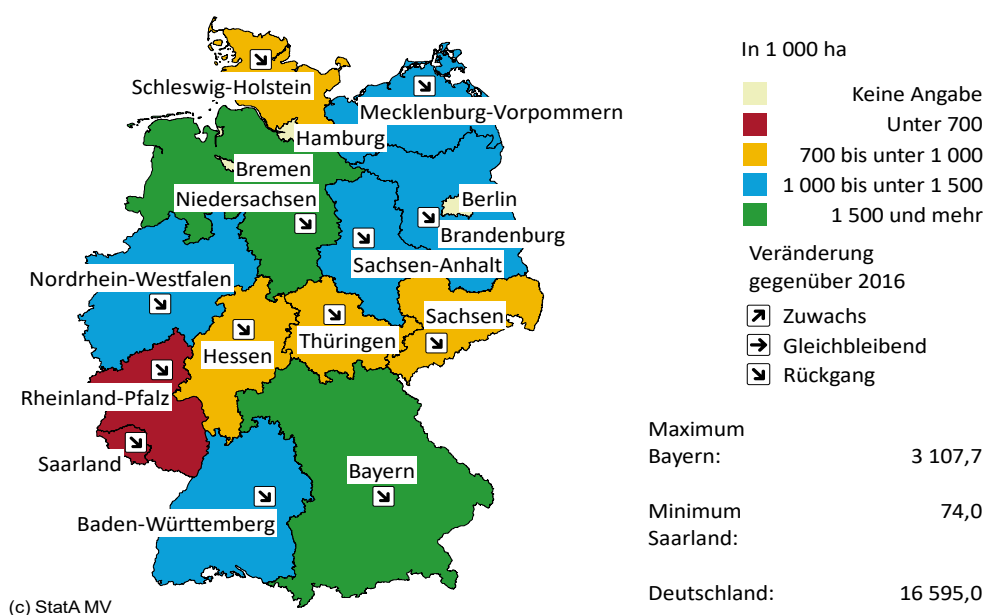 Schleswig-Holstein
Mecklenburg-Vorpommern
Hamburg
2
Bremen
Niedersachsen
Berlin
Brandenburg
Sachsen-Anhalt
Nordrhein-Westfalen
Sachsen
Thüringen
Hessen
Rheinland-Pfalz
Saarland
Bayern
Baden-Württemberg
(c) StatA MV
In 1 000 ha
Keine Angabe
Unter 700
700 bis unter 1 000
1 000 bis unter 1 500
1 500 und mehr
Veränderung
gegenüber 2016
Zuwachs
Gleichbleibend
Rückgang
Maximum
Bayern: 3 107,7
Minimum 74,0
Saarland:
Deutschland: 16 595,0